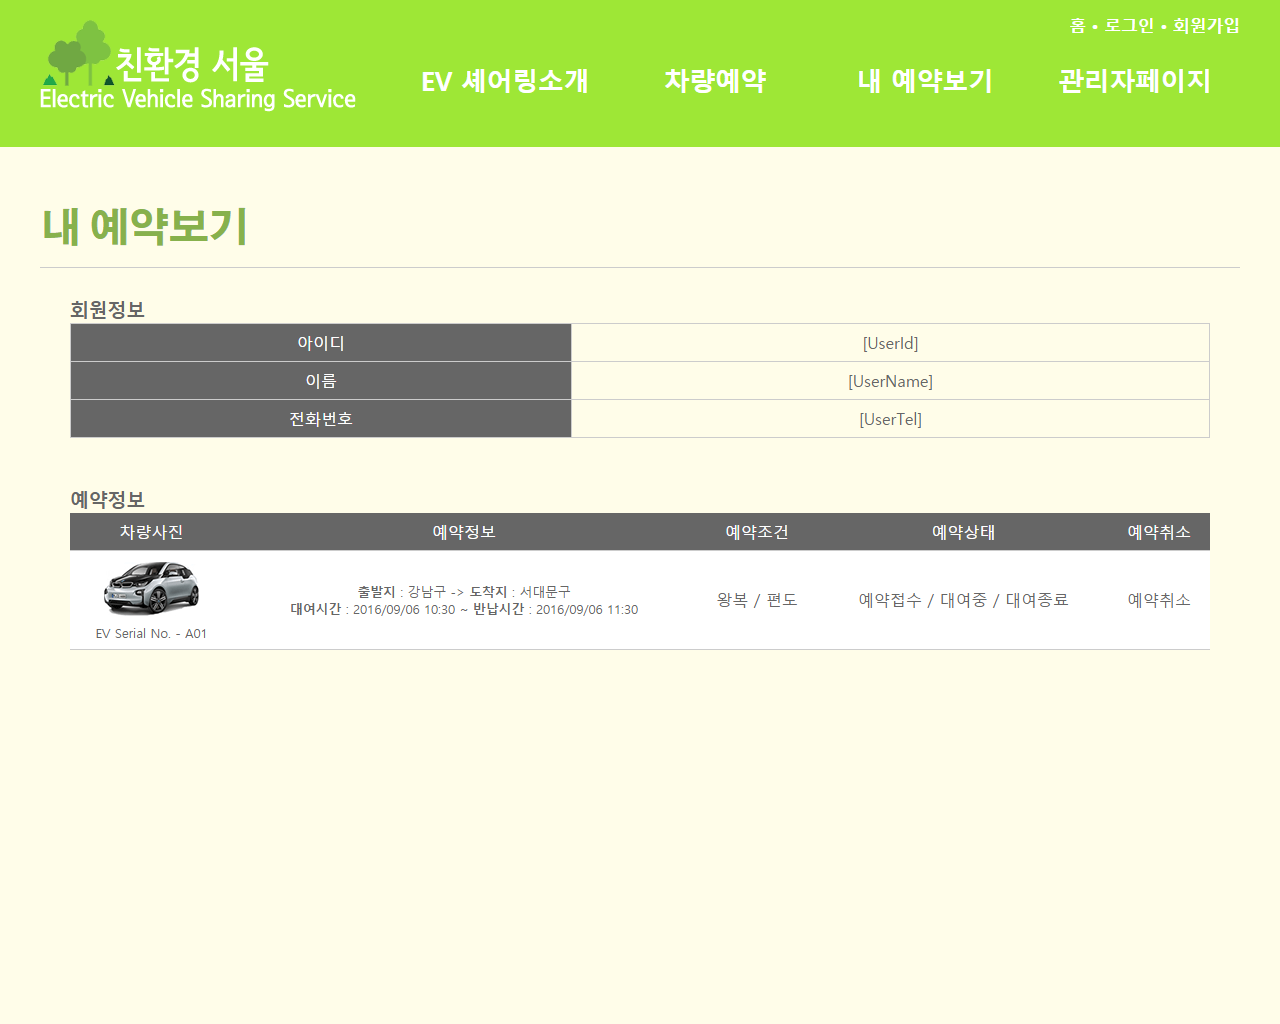 홈 • 로그인 • 회원가입
친환경 서울
Electric Vehicle Sharing Service
EV 셰어링소개 차량예약 내 예약보기 관리자페이지
내 예약보기
회원정보
아이디 [UserId]
이름 [UserName]
전화번호 [UserTel]
예약정보
차량사진 예약정보 예약조건 예약상태 예약취소
출발지 : 강남구 -> 도착지 : 서대문구
대여시간 : 2016/09/06 10:30 ~ 반납시간 : 2016/09/06 11:30
왕복 / 편도 예약접수 / 대여중 / 대여종료 예약취소
EV Serial No. - A01